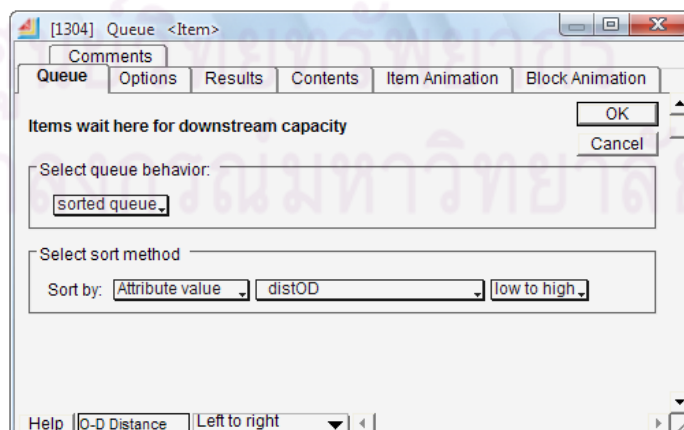 [1304] Queue <Item>
Comments
Queue Options Results Contents Item Animation Block Animation
Items wait here for downstream capacity
OK
Cancel
Select queue behavior:
sorted queue
Select sort method
Sort by: Attribute value distOD low to high
Help O-D Distance Left to right